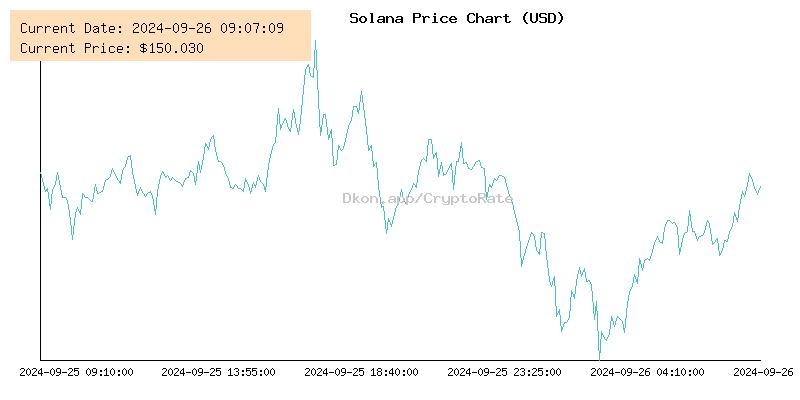 Solana Price Chart (USD)
Current Date: 2024-09-26 09:07:09
Current Price: $150.030
Dkon.app/CryptoRate
2024-09-25 09:10:00 2024-09-25 13:55:00 2024-09-25 18:40:00 2024-09-25 23:25:00 2024-09-26 04:10:00 2024-09-26